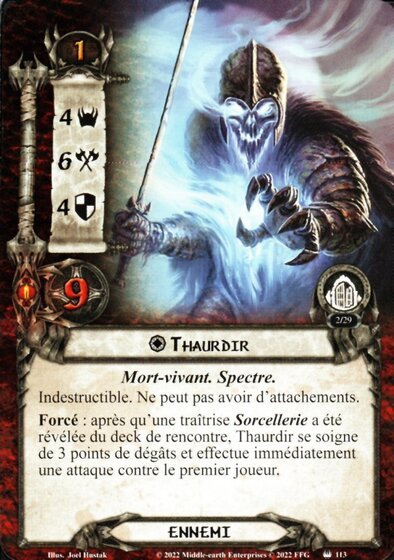 1
4
6
4
9
2/29
THAURDIR
Mort-vivant. Spectre.
Indestructible. Ne peut pas avoir d'attachements.
Forcé : après qu'une traîtrise Sorcellerie a été
révélée du deck de rencontre, Thaurdir se soigne
de 3 points de dégâts et effectue immédiatement
une attaque contre le premier joueur.
ENNEMI
Illus. Joel Hustak © 2022 Middle-earth Enterprises © 2022 FFG 113